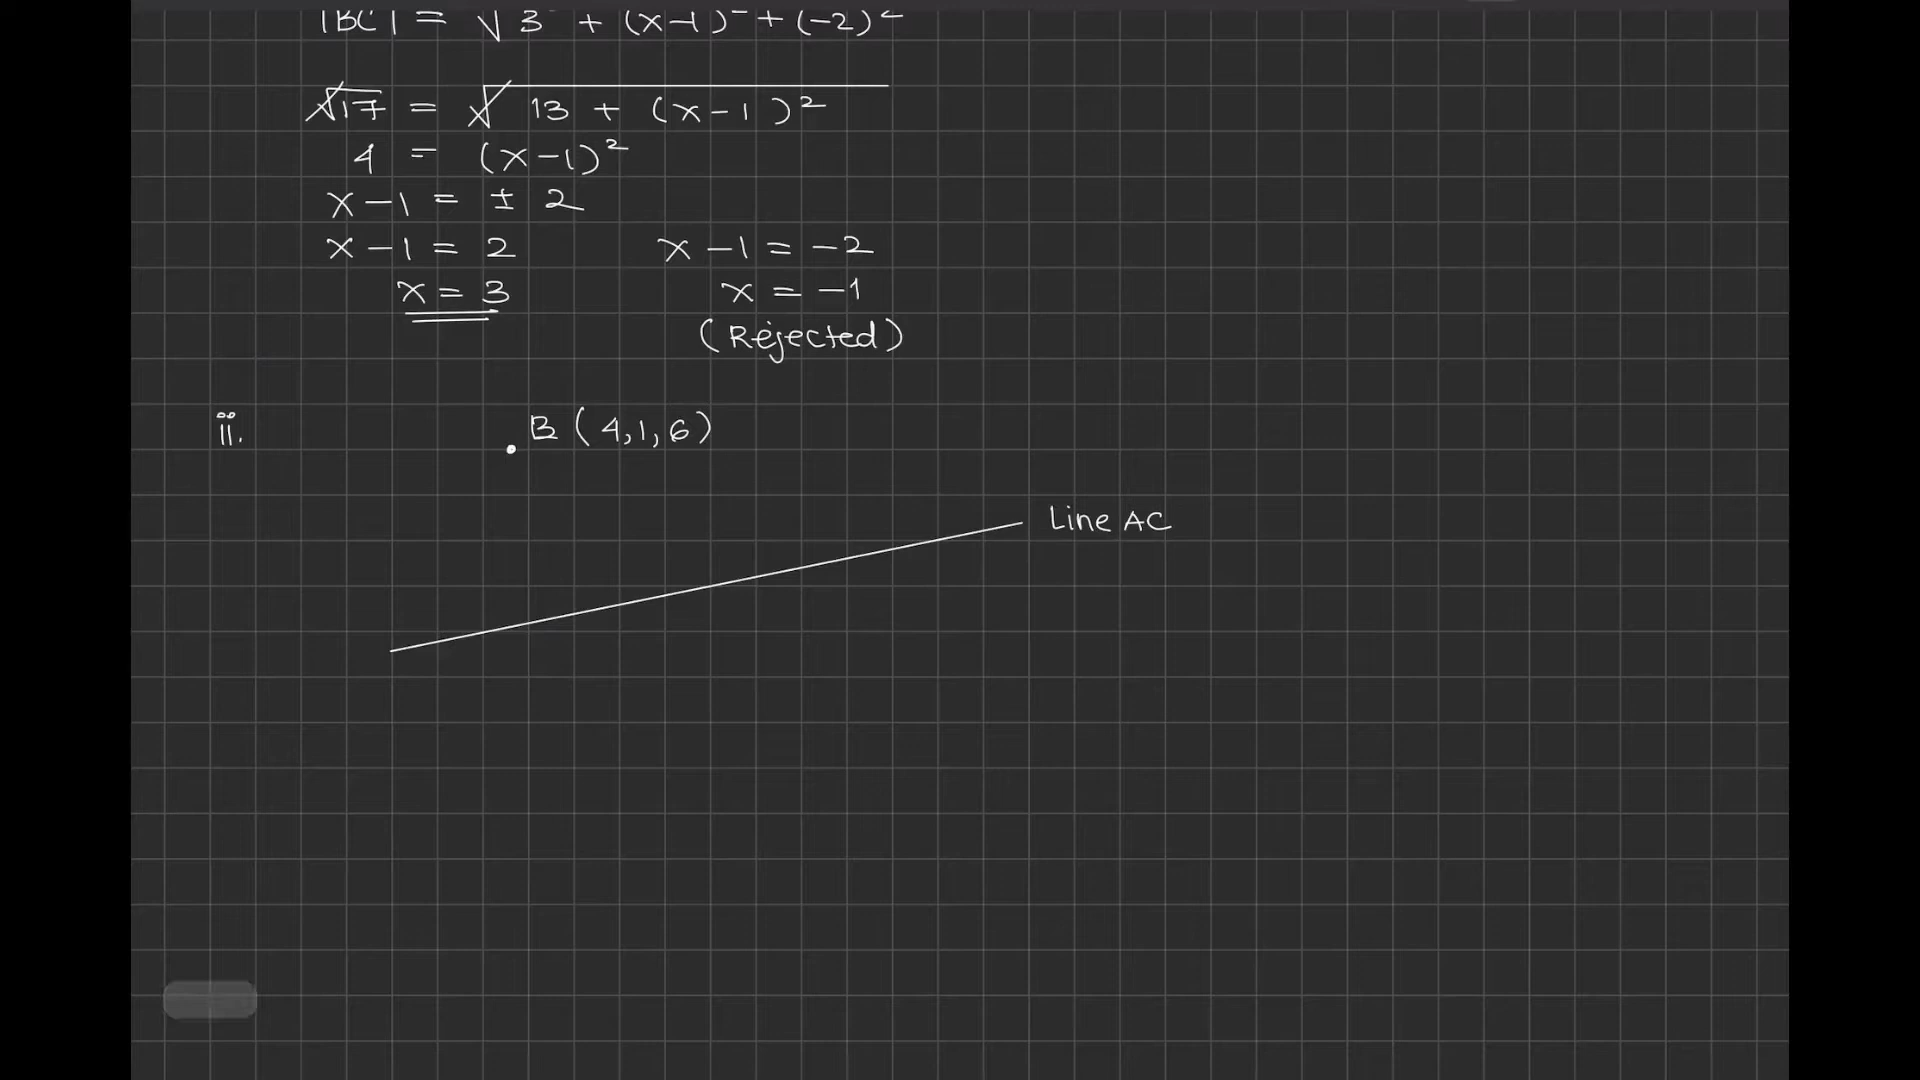 |BC| = √ 3² + (x-1)² + (-2)²
√17 = √ 13 + (x-1)²
4 = (x-1)²
x-1 = ± 2
x-1 = 2 x-1 = -2
x = 3 x = -1
(Rejected)
ii. B (4,1,6)
Line AC